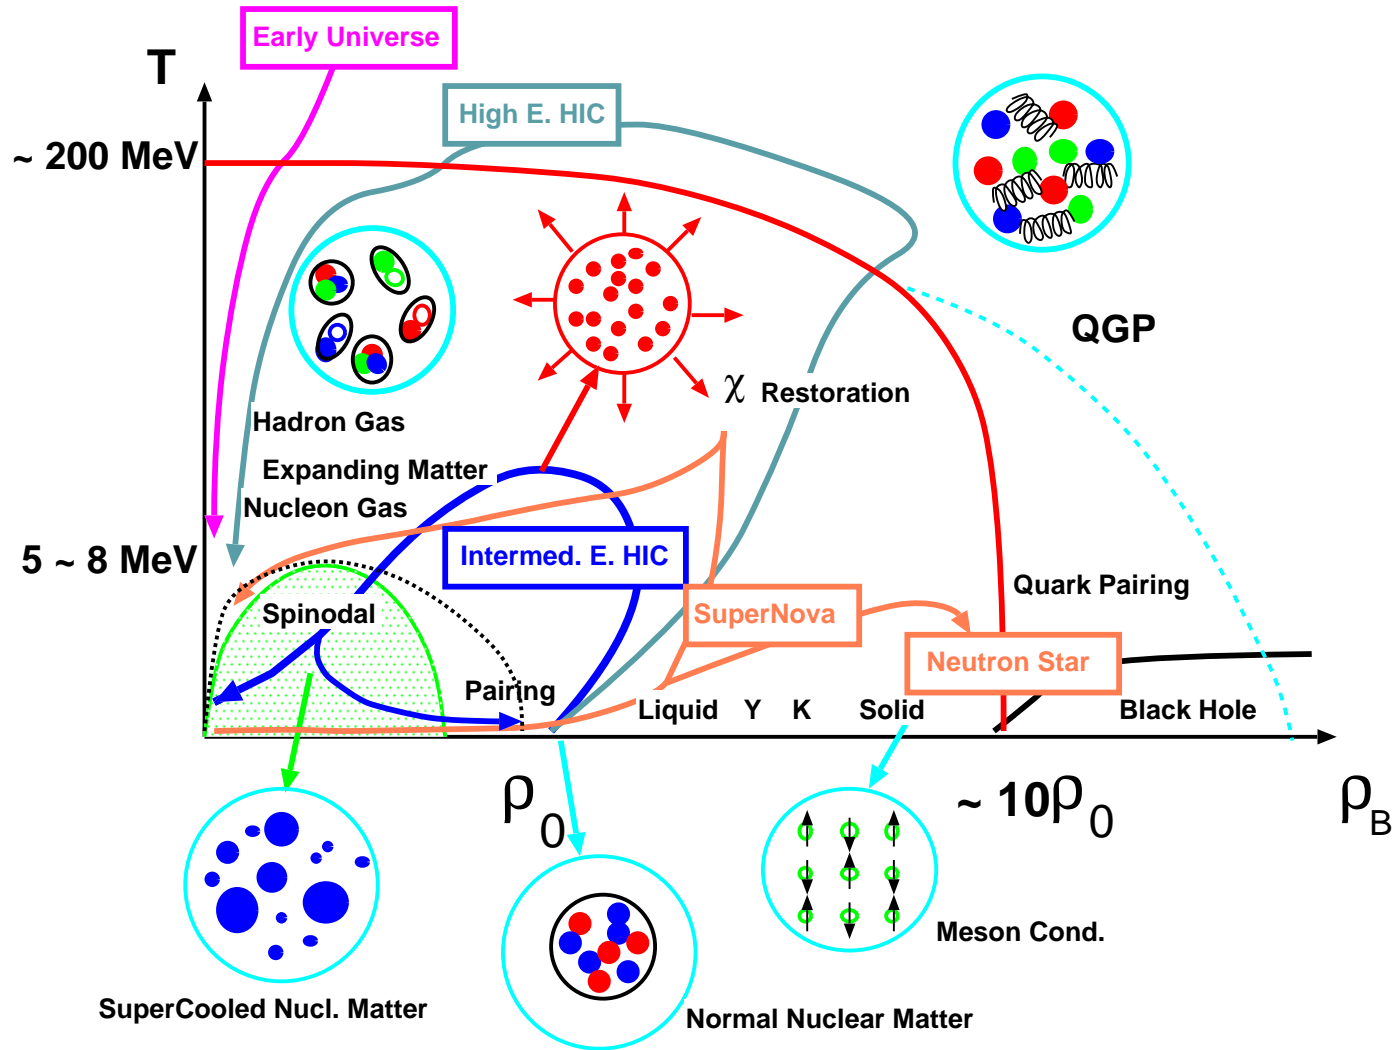 Early Universe
T
High E. HIC
~ 200 MeV
QGP
χ Restoration
Hadron Gas
Expanding Matter
Nucleon Gas
5 ~ 8 MeV
Intermed. E. HIC
Quark Pairing
Spinodal
SuperNova
Neutron Star
Pairing
Liquid Y K Solid
Black Hole
ρ0
~ 10ρ0
ρB
Meson Cond.
SuperCooled Nucl. Matter
Normal Nuclear Matter